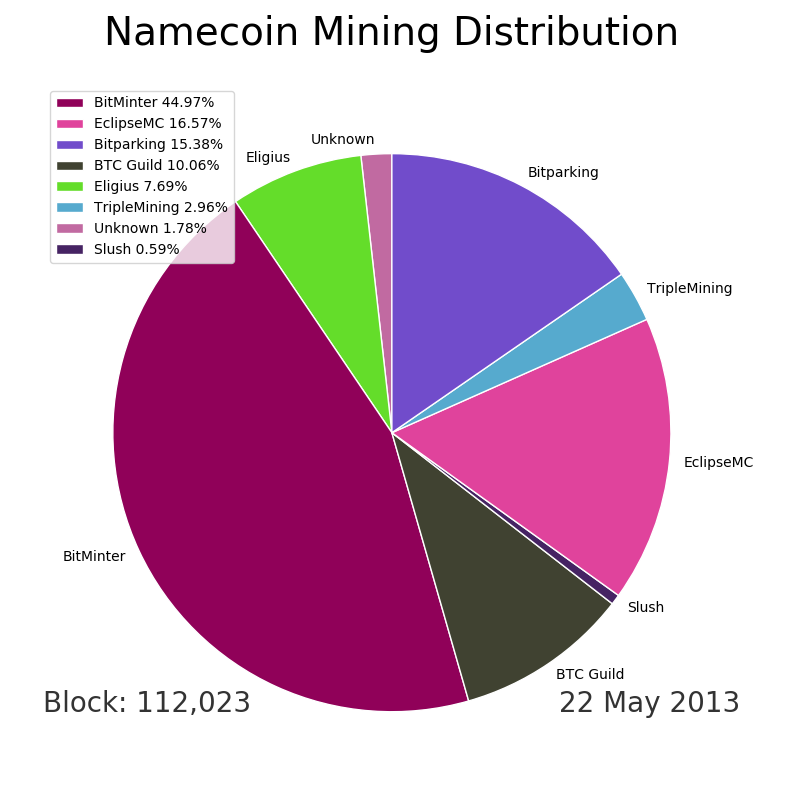 Namecoin Mining Distribution
BitMinter 44.97%
EclipseMC 16.57%
Bitparking 15.38%
BTC Guild 10.06%
Eligius 7.69%
TripleMining 2.96%
Unknown 1.78%
Slush 0.59%
Unknown
Eligius
Bitparking
TripleMining
EclipseMC
BitMinter
Slush
BTC Guild
Block: 112,023
22 May 2013